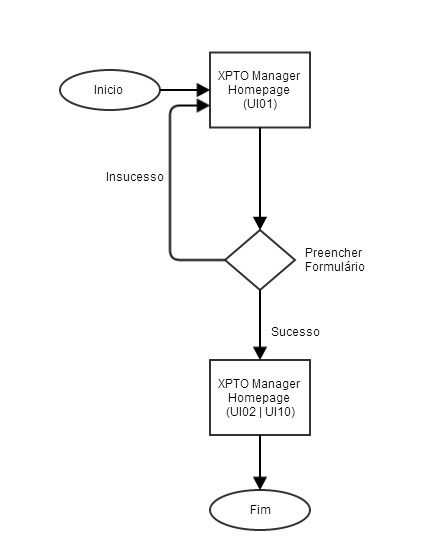 Inicio
XPTO Manager
Homepage
(UI01)
Insucesso
Preencher
Formulário
Sucesso
XPTO Manager
Homepage
(UI02 | UI10)
Fim